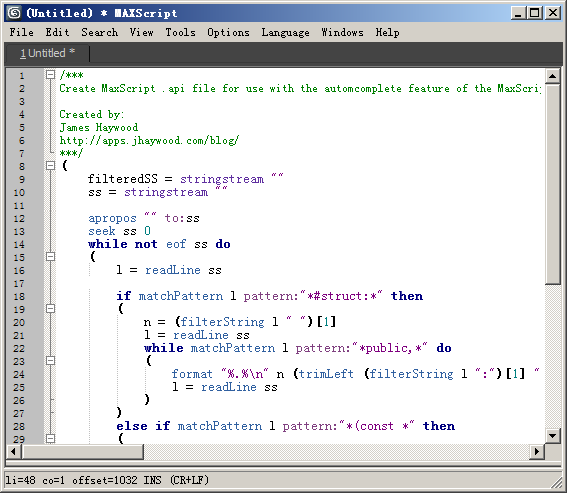 (Untitled) * MAXScript
File Edit Search View Tools Options Language Windows Help
1 Untitled *
1 /***
2 Create MaxScript .api file for use with the automcomplete feature of the MaxScrip
3
4 Created by:
5 James Haywood
6 http://apps.jhaywood.com/blog/
7 ***/
8 (
9 filteredSS = stringstream ""
10 ss = stringstream ""
11
12 apropos "" to:ss
13 seek ss 0
14 while not eof ss do
15 (
16 l = readLine ss
17
18 if matchPattern l pattern:"*#struct:*" then
19 (
20 n = (filterString l " ")[1]
21 l = readLine ss
22 while matchPattern l pattern:"*public,*" do
23 (
24 format "%.%\n" n (trimLeft (filterString l ":")[1] "
25 l = readLine ss
26 )
27 )
28 else if matchPattern l pattern:"*(const *" then
29 (
li=48 co=1 offset=1032 INS (CR+LF)